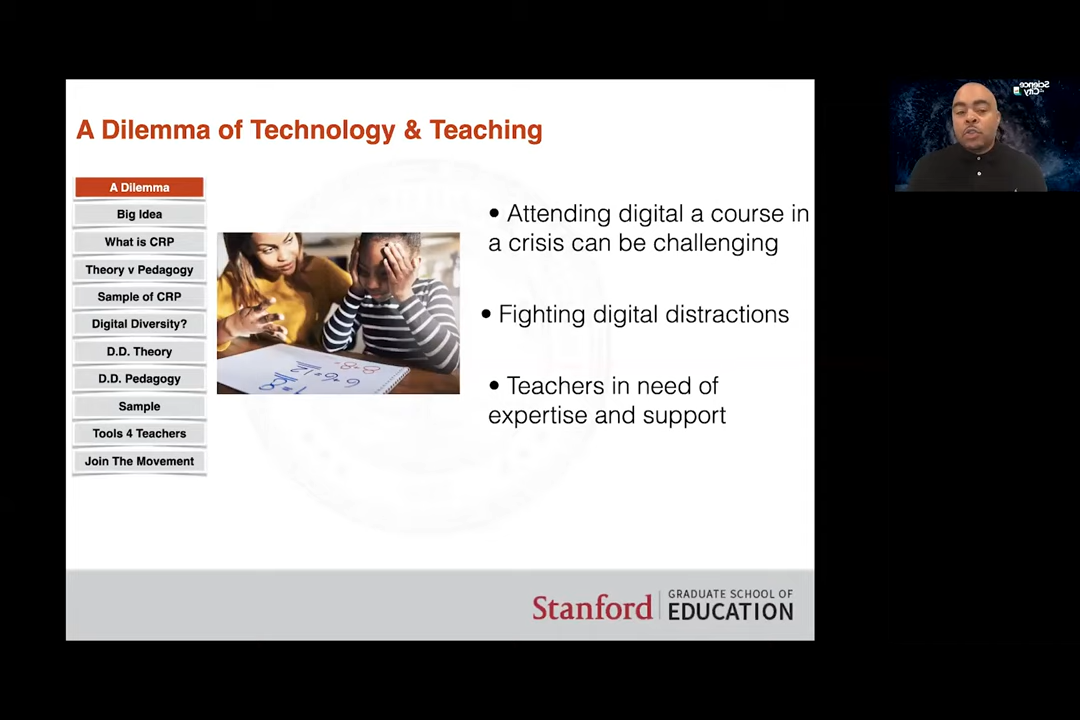 A Dilemma of Technology & Teaching
A Dilemma
Big Idea
What is CRP
Theory v Pedagogy
Sample of CRP
Digital Diversity?
D.D. Theory
D.D. Pedagogy
Sample
Tools 4 Teachers
Join The Movement
• Attending digital a course in
a crisis can be challenging
• Fighting digital distractions
• Teachers in need of
expertise and support
Stanford
GRADUATE SCHOOL OF
EDUCATION
Science
City